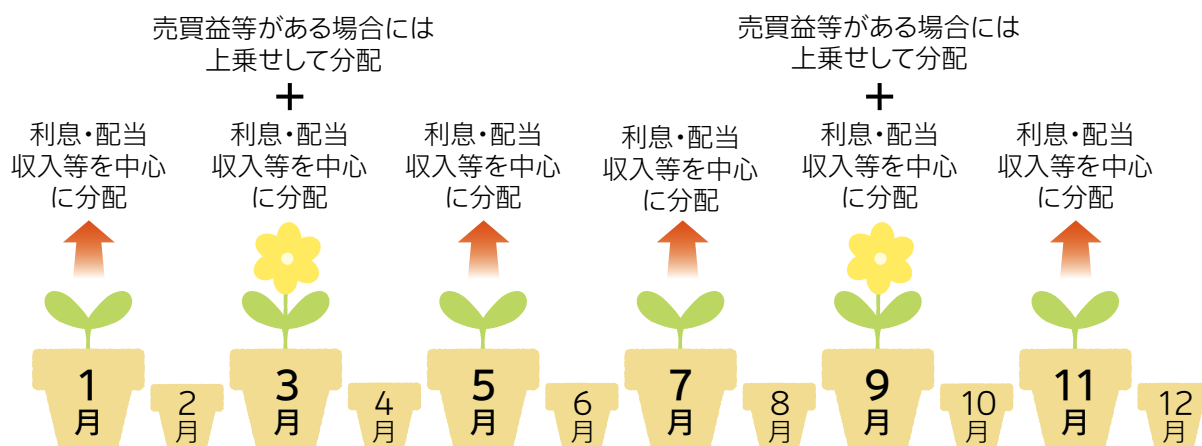 売買益等がある場合には
上乗せして分配
＋
売買益等がある場合には
上乗せして分配
＋
利息・配当
収入等を中心
に分配
利息・配当
収入等を中心
に分配
利息・配当
収入等を中心
に分配
利息・配当
収入等を中心
に分配
利息・配当
収入等を中心
に分配
利息・配当
収入等を中心
に分配
1
月
2
月
3
月
4
月
5
月
6
月
7
月
8
月
9
月
10
月
11
月
12
月